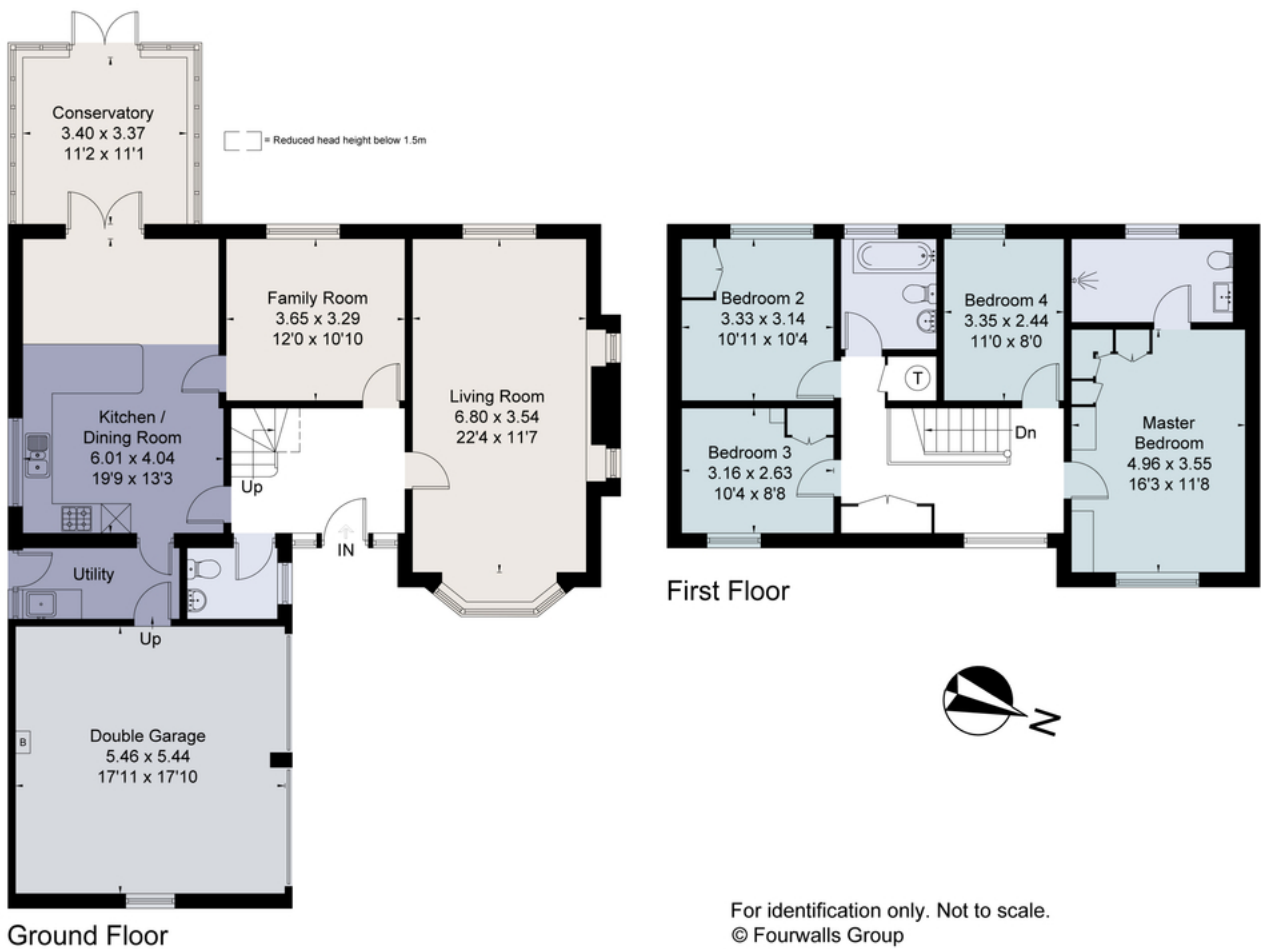 Conservatory
3.40 x 3.37
11'2 x 11'1
= Reduced head height below 1.5m
Family Room
3.65 x 3.29
12'0 x 10'10
Living Room
6.80 x 3.54
22'4 x 11'7
Kitchen /
Dining Room
6.01 x 4.04
19'9 x 13'3
Up
IN
Utility
Up
Double Garage
5.46 x 5.44
17'11 x 17'10
B
Ground Floor
Bedroom 2
3.33 x 3.14
10'11 x 10'4
Bedroom 4
3.35 x 2.44
11'0 x 8'0
T
Dn
Bedroom 3
3.16 x 2.63
10'4 x 8'8
Master
Bedroom
4.96 x 3.55
16'3 x 11'8
First Floor
N
For identification only. Not to scale.
© Fourwalls Group